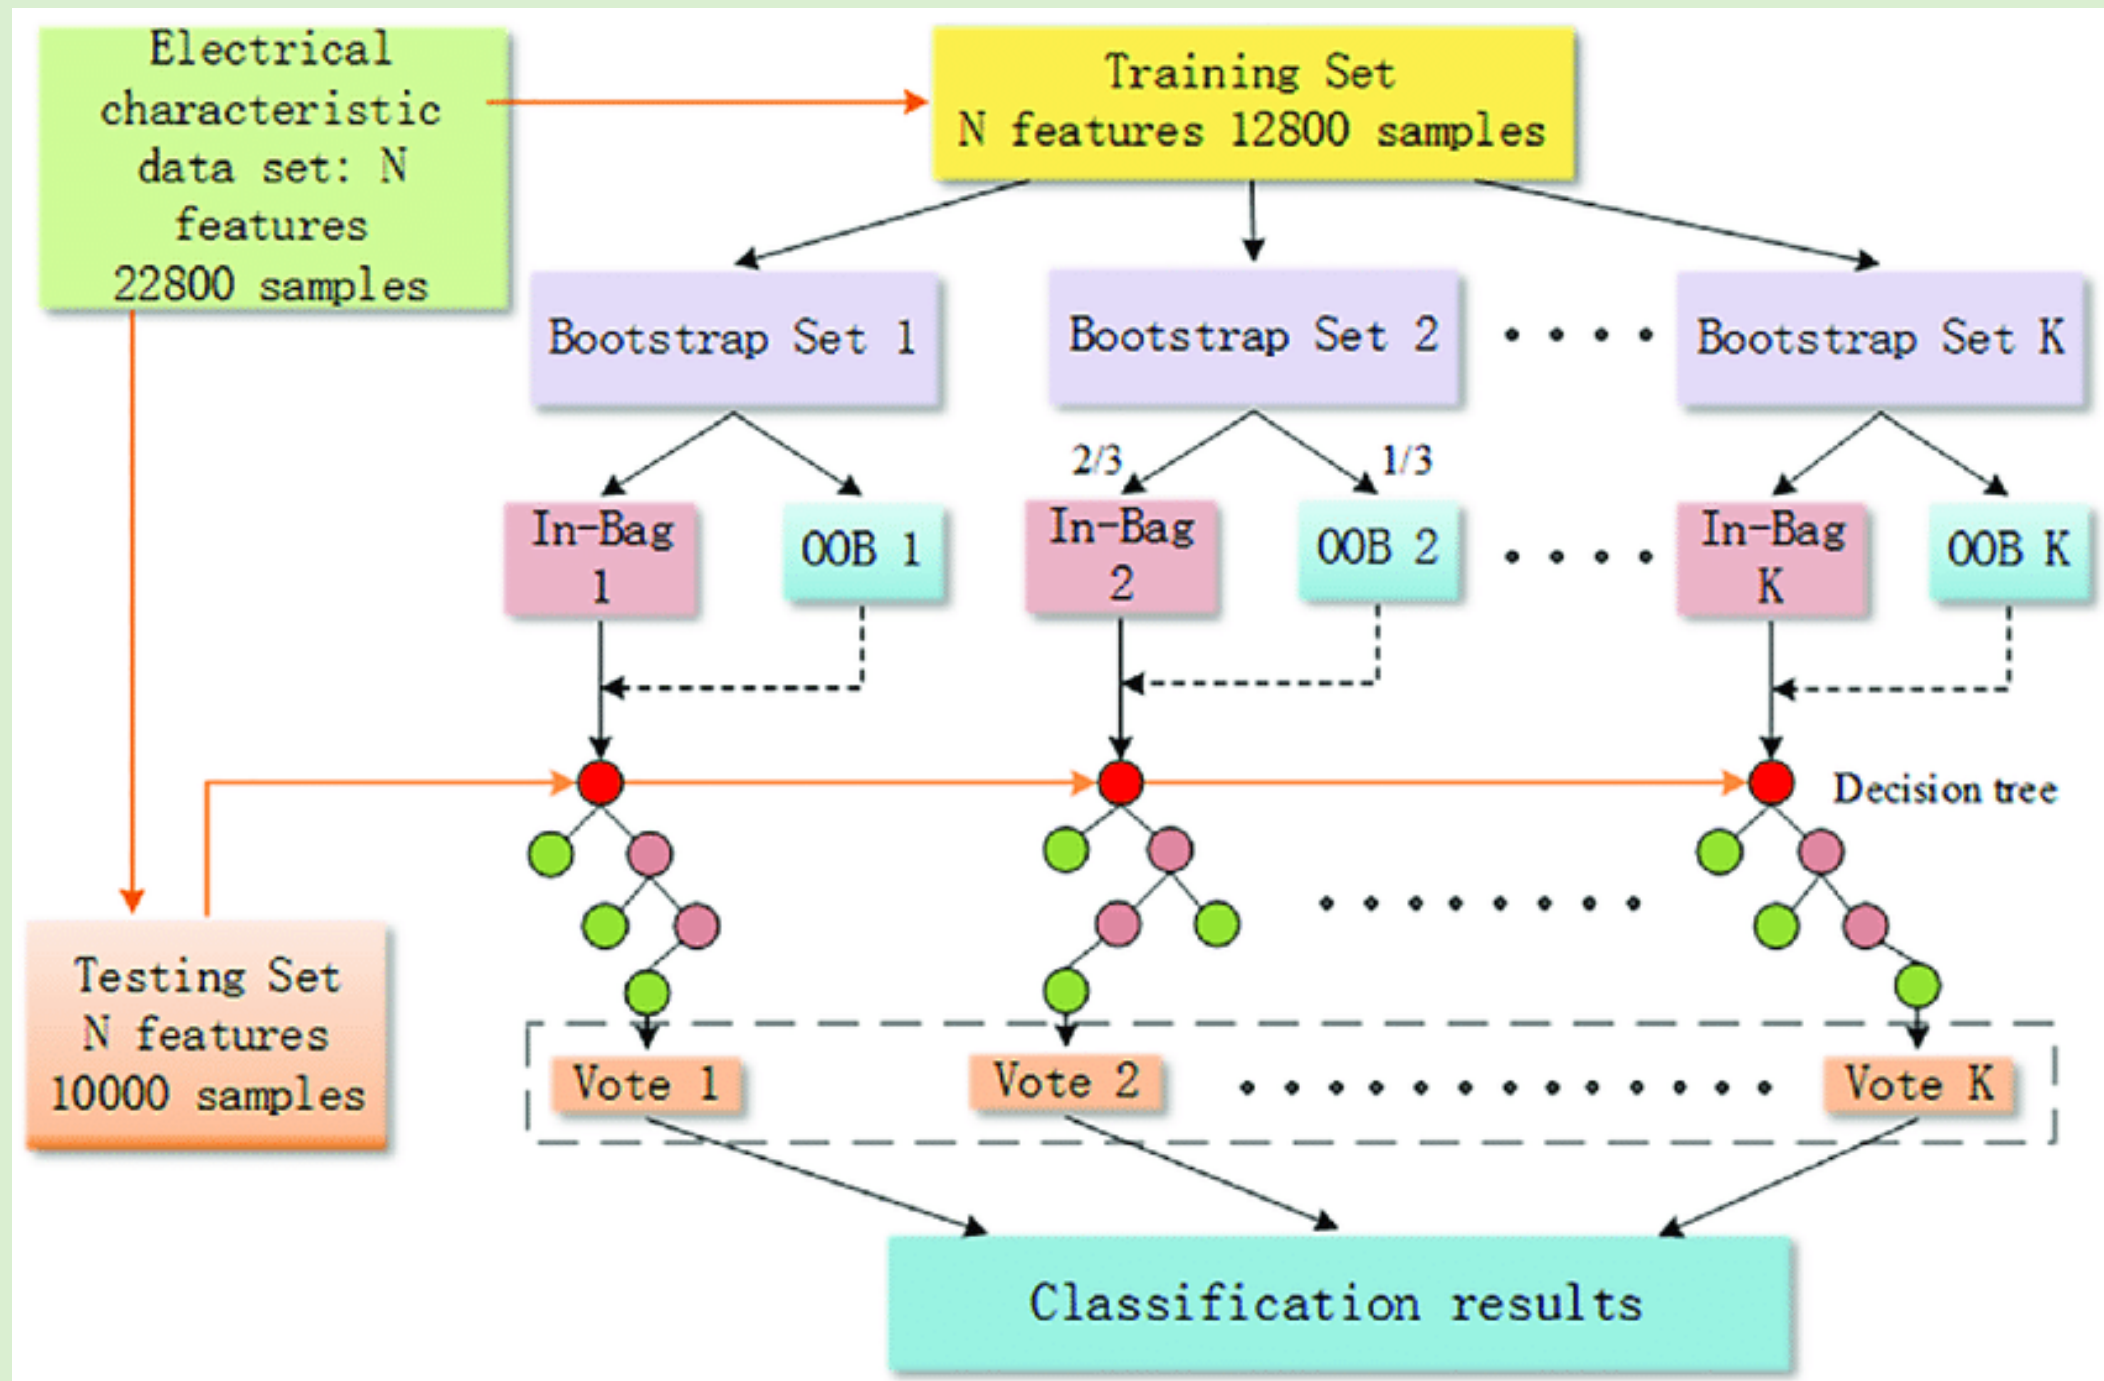 Electrical
characteristic
data set: N
features
22800 samples
Training Set
N features 12800 samples
Bootstrap Set 1
Bootstrap Set 2
Bootstrap Set K
2/3
1/3
In-Bag
1
OOB 1
In-Bag
2
OOB 2
In-Bag
K
OOB K
Decision tree
Testing Set
N features
10000 samples
Vote 1
Vote 2
Vote K
Classification results